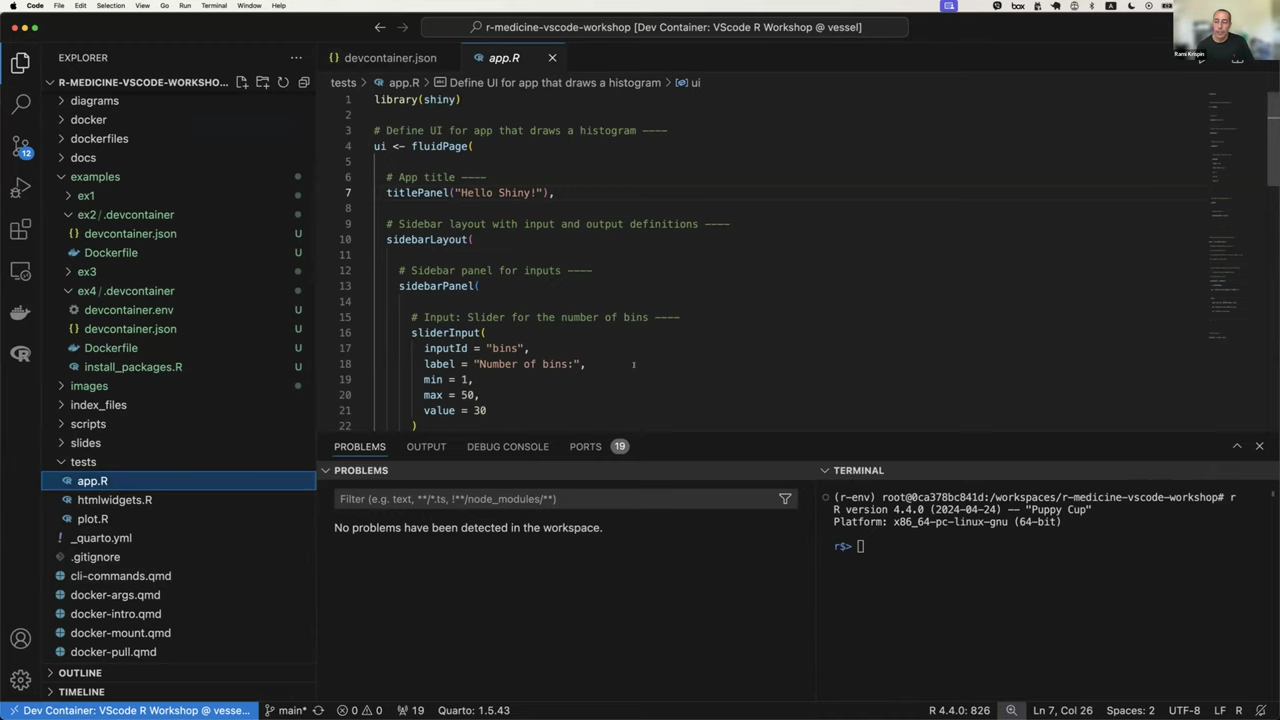 Code File Edit Selection View Go Run Terminal Window Help
box
r-medicine-vscode-workshop [Dev Container: VScode R Workshop @ vessel]
Rami Krispin
EXPLORER
devcontainer.json
app.R
R-MEDICINE-VSCODE-WORKSHO...
diagrams
docker
dockerfiles
docs
examples
ex1
ex2/.devcontainer
devcontainer.json U
Dockerfile U
ex3
ex4/.devcontainer
devcontainer.env U
devcontainer.json U
Dockerfile U
install_packages.R U
images
index_files
scripts
slides
tests
app.R
htmlwidgets.R
plot.R
_quarto.yml
.gitignore
cli-commands.qmd
docker-args.qmd
docker-intro.qmd
docker-mount.qmd
docker-pull.qmd
OUTLINE
TIMELINE
12
tests > app.R > Define UI for app that draws a histogram > ui
1 library(shiny)
2
3 # Define UI for app that draws a histogram ----
4 ui <- fluidPage(
5
6 # App title ----
7 titlePanel("Hello Shiny!"),
8
9 # Sidebar layout with input and output definitions ----
10 sidebarLayout(
11
12 # Sidebar panel for inputs ----
13 sidebarPanel(
14
15 # Input: Slider for the number of bins ----
16 sliderInput(
17 inputId = "bins",
18 label = "Number of bins:",
19 min = 1,
20 max = 50,
21 value = 30
22 )
PROBLEMS OUTPUT DEBUG CONSOLE PORTS 19
PROBLEMS
Filter (e.g. text, **/*.ts, !**/node_modules/**)
No problems have been detected in the workspace.
TERMINAL
(r-env) root@0ca378bc841d:/workspaces/r-medicine-vscode-workshop# r
R version 4.4.0 (2024-04-24) -- "Puppy Cup"
Platform: x86_64-pc-linux-gnu (64-bit)
r$>
Dev Container: VScode R Workshop @ vesse... main* 0 0 19 Quarto: 1.5.43 R 4.4.0: 826 Ln 7, Col 26 Spaces: 2 UTF-8 LF R